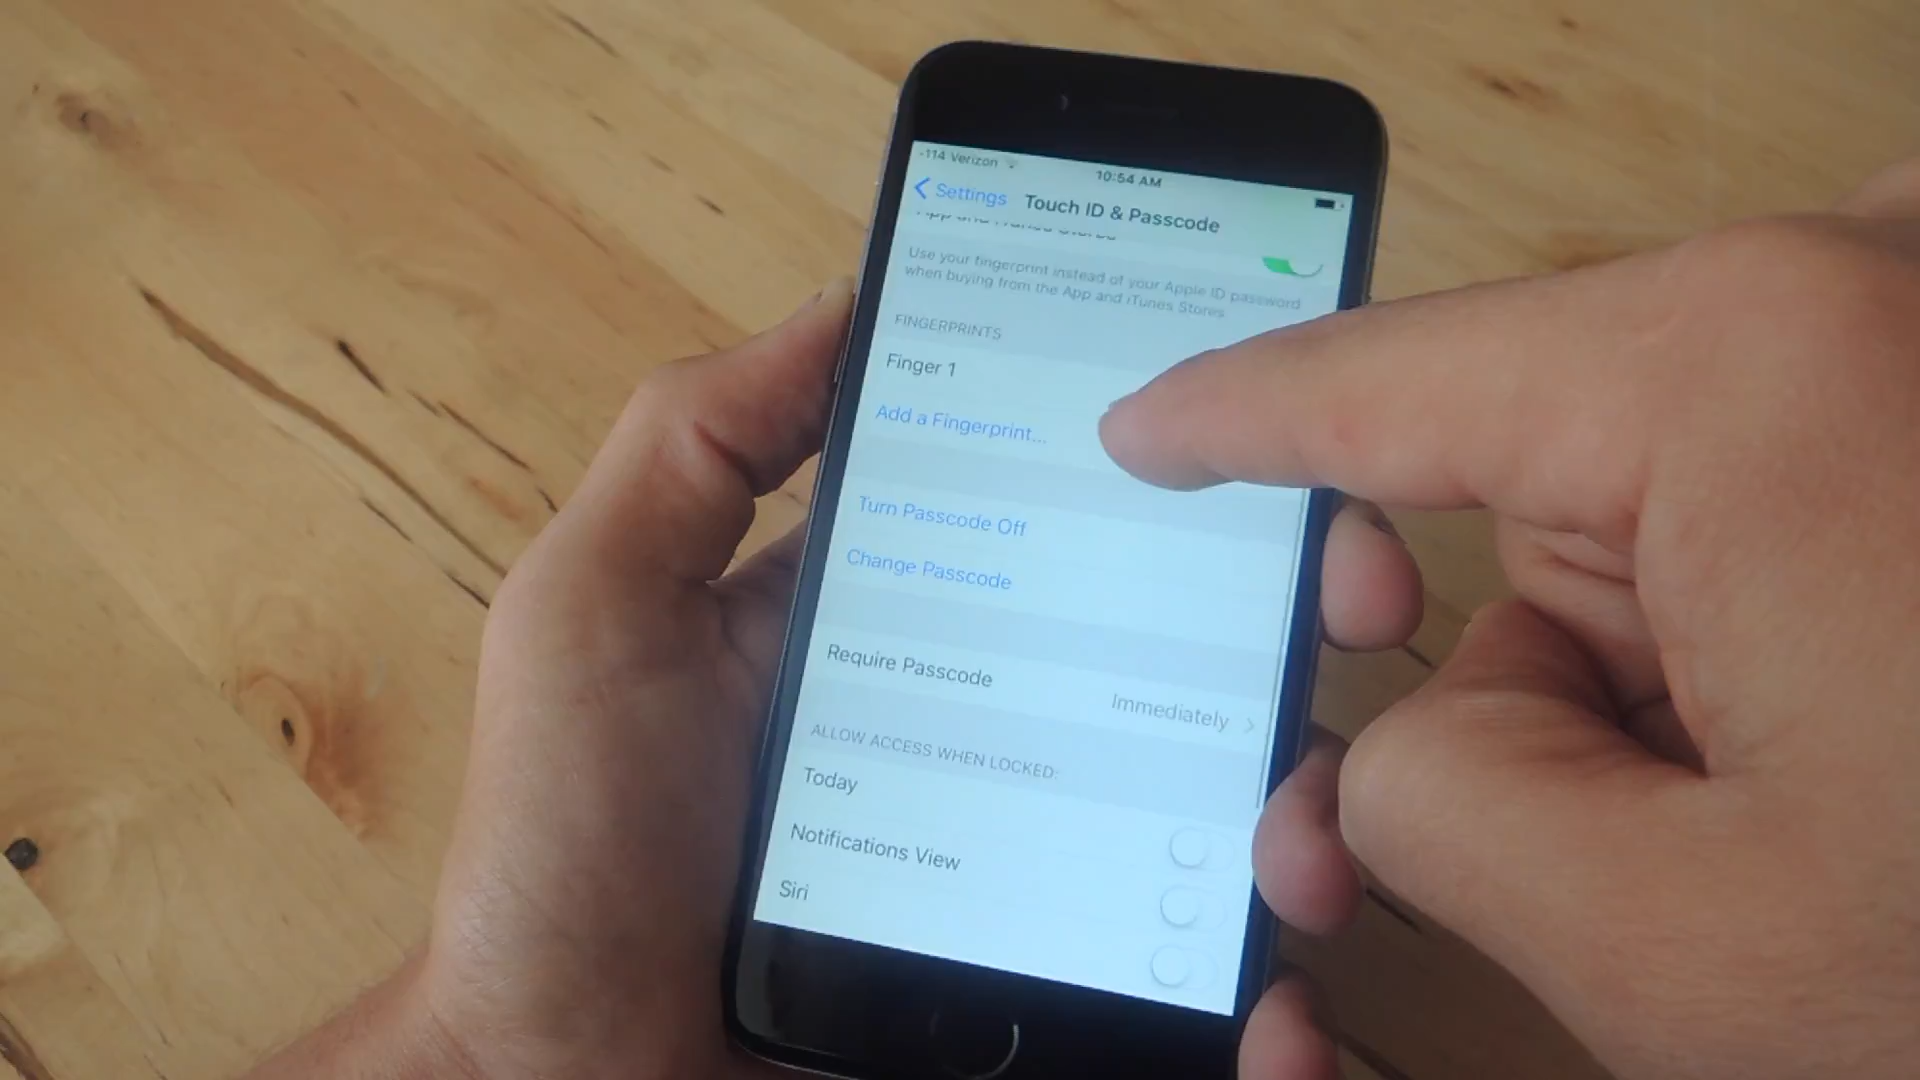 -114 Verizon
10:54 AM
Settings
Touch ID & Passcode
App and iTunes Stores
Use your fingerprint instead of your Apple ID password
when buying from the App and iTunes Stores.
FINGERPRINTS
Finger 1
Add a Fingerprint...
Turn Passcode Off
Change Passcode
Require Passcode
Immediately
ALLOW ACCESS WHEN LOCKED:
Today
Notifications View
Siri